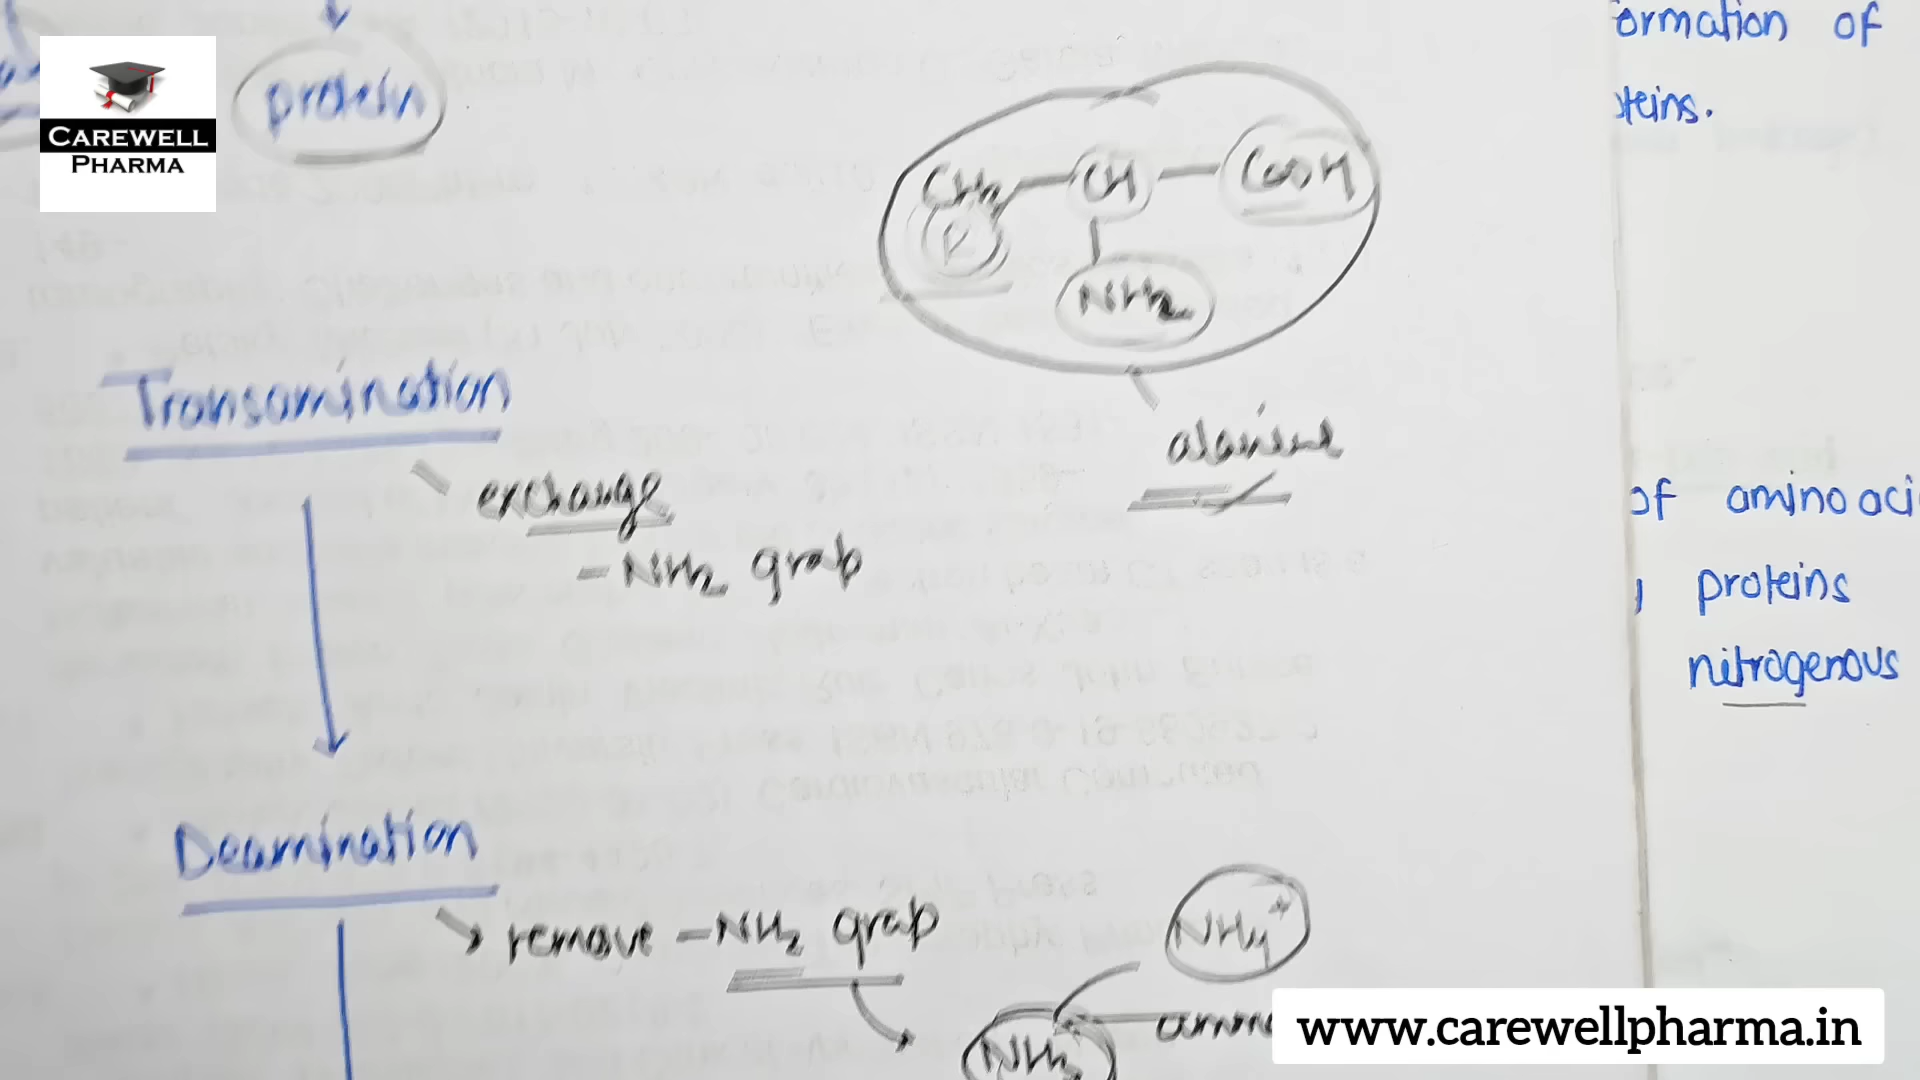 CAREWELL
PHARMA
protein
CH3 — CH — COOH
R
NH2
alanine
Transamination
exchange
- NH2 group
Deamination
remove - NH2 group
NH4+
NH3
ormation of
teins.
of amino aci
proteins
nitrogenous
www.carewellpharma.in